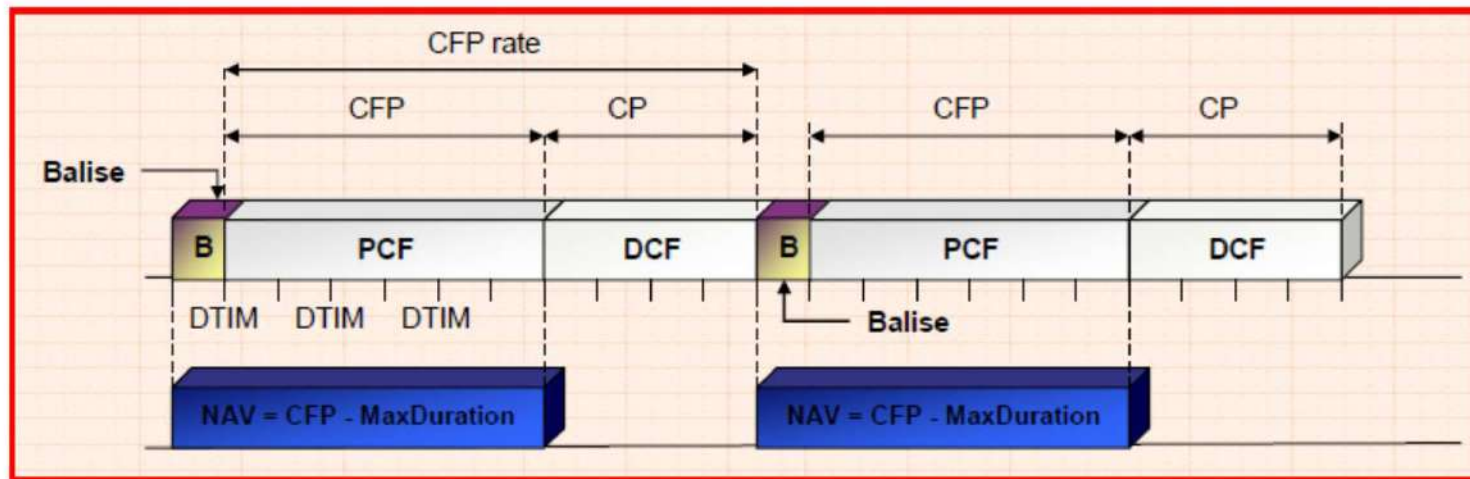 CFP rate
CFP CP CFP CP
Balise
B PCF DCF B PCF DCF
DTIM DTIM DTIM Balise
NAV = CFP - MaxDuration NAV = CFP - MaxDuration